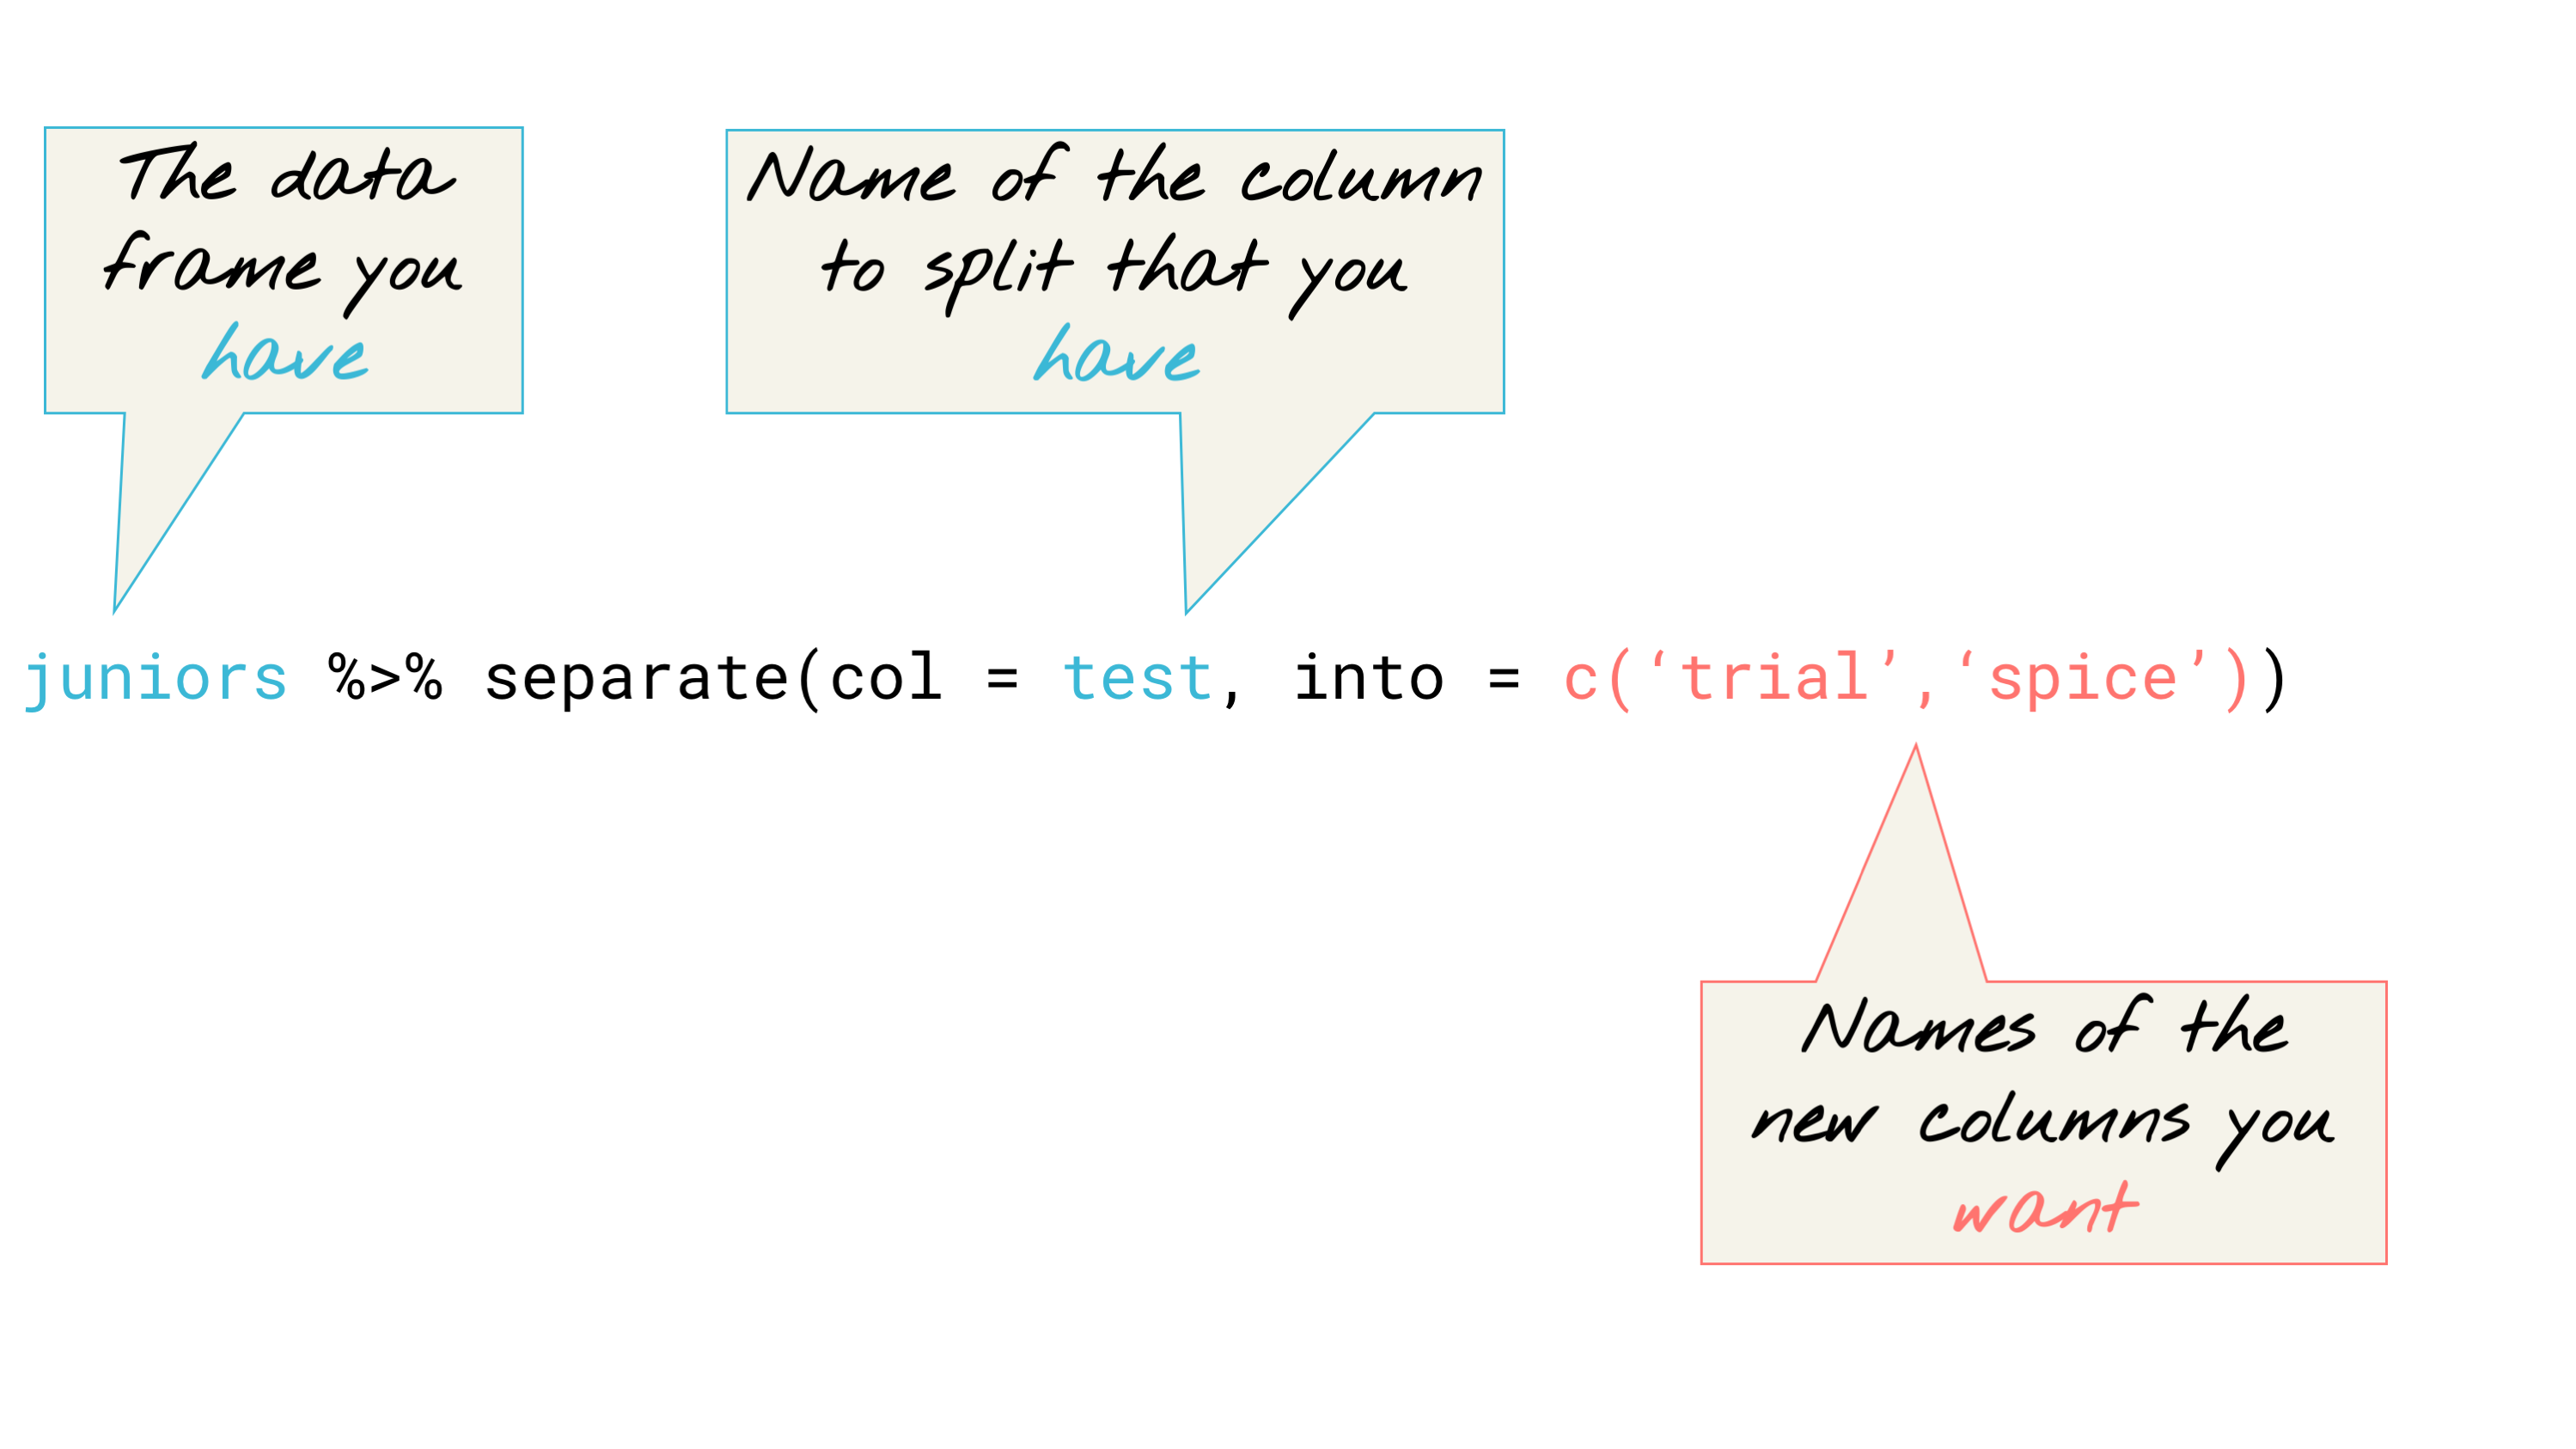 The data
frame you
have
Name of the column
to split that you
have
juniors %>% separate(col = test, into = c(‘trial’,‘spice’))
Names of the
new columns you
want